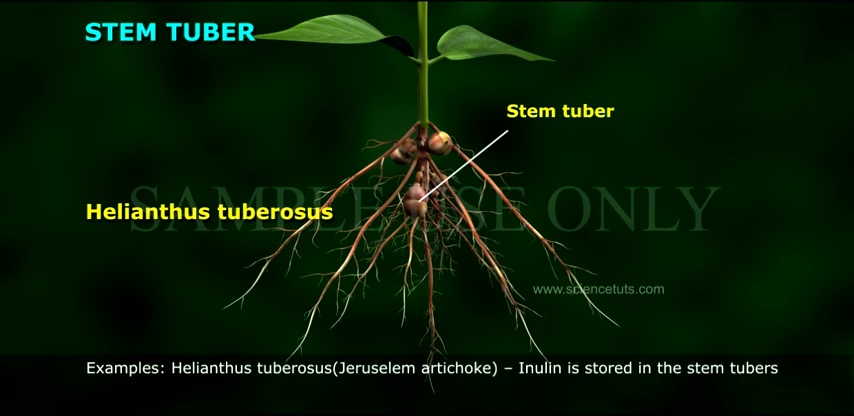 STEM TUBER
Stem tuber
Helianthus tuberosus
SAMPLE USE ONLY
www.sciencetuts.com
Examples: Helianthus tuberosus(Jeruselem artichoke) – Inulin is stored in the stem tubers